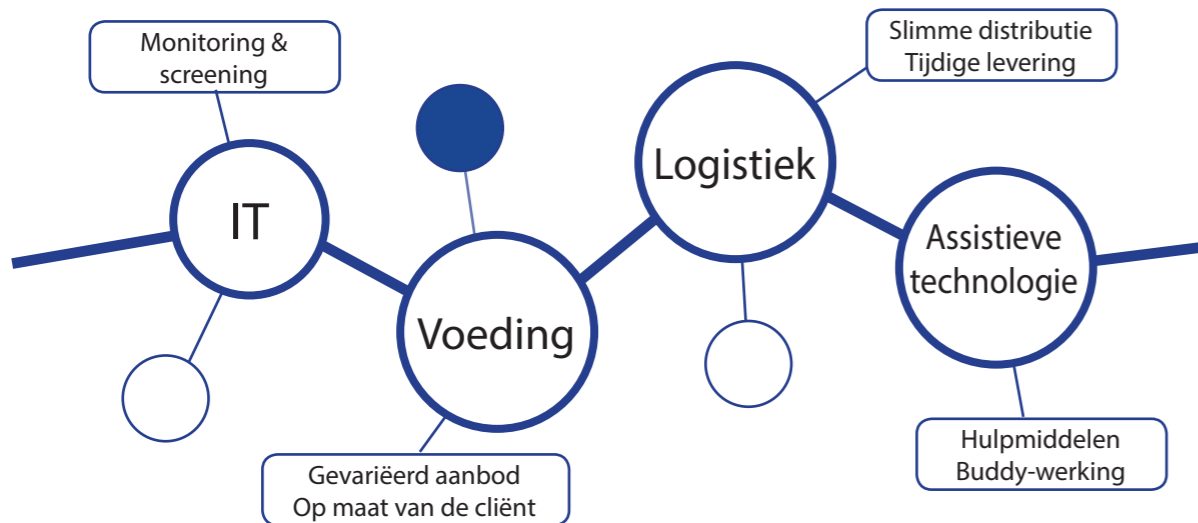 Monitoring &
screening
IT
Voeding
Gevariëerd aanbod
Op maat van de cliënt
Logistiek
Slimme distributie
Tijdige levering
Assistieve
technologie
Hulpmiddelen
Buddy-werking